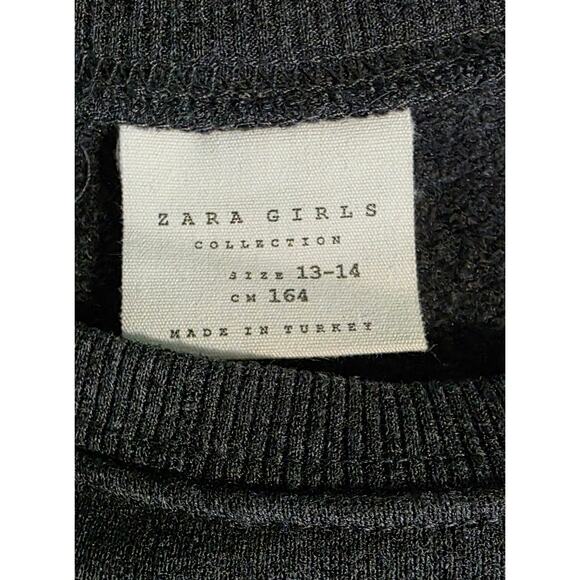 ZARA GIRLS
COLLECTION
SIZE 13-14
CM 164
MADE IN TURKEY